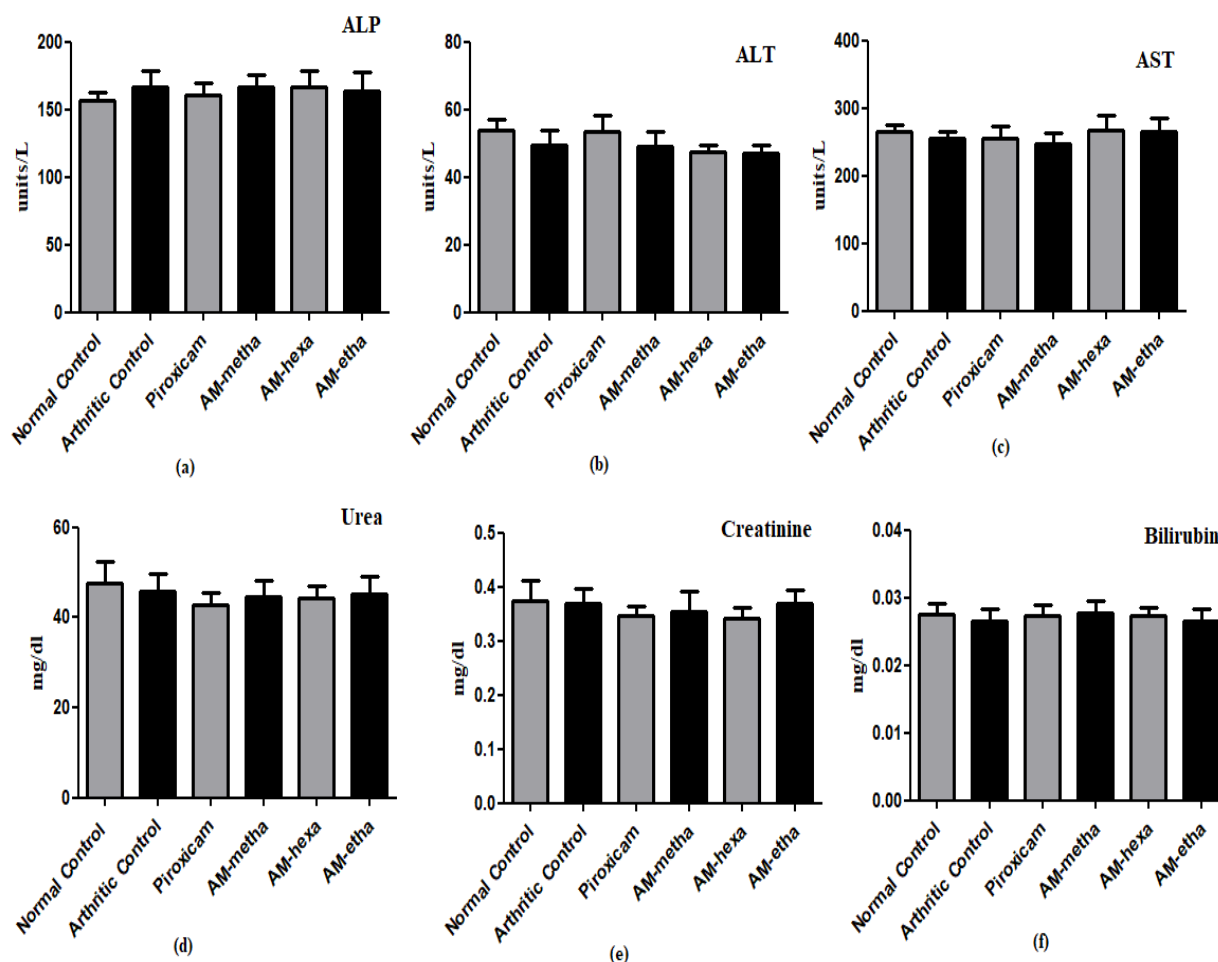 ALP
200
150
100
50
0
units/L
Normal Control
Arthritic Control
Piroxicam
AM-metha
AM-hexa
AM-etha
(a)
ALT
80
60
40
20
0
units/L
Normal Control
Arthritic Control
Piroxicam
AM-metha
AM-hexa
AM-etha
(b)
AST
400
300
200
100
0
units/L
Normal Control
Arthritic Control
Piroxicam
AM-metha
AM-hexa
AM-etha
(c)
Urea
60
40
20
0
mg/dl
Normal Control
Arthritic Control
Piroxicam
AM-metha
AM-hexa
AM-etha
(d)
Creatinine
0.5
0.4
0.3
0.2
0.1
0.0
mg/dl
Normal Control
Arthritic Control
Piroxicam
AM-metha
AM-hexa
AM-etha
(e)
Bilirubin
0.04
0.03
0.02
0.01
0.00
mg/dl
Normal Control
Arthritic Control
Piroxicam
AM-metha
AM-hexa
AM-etha
(f)